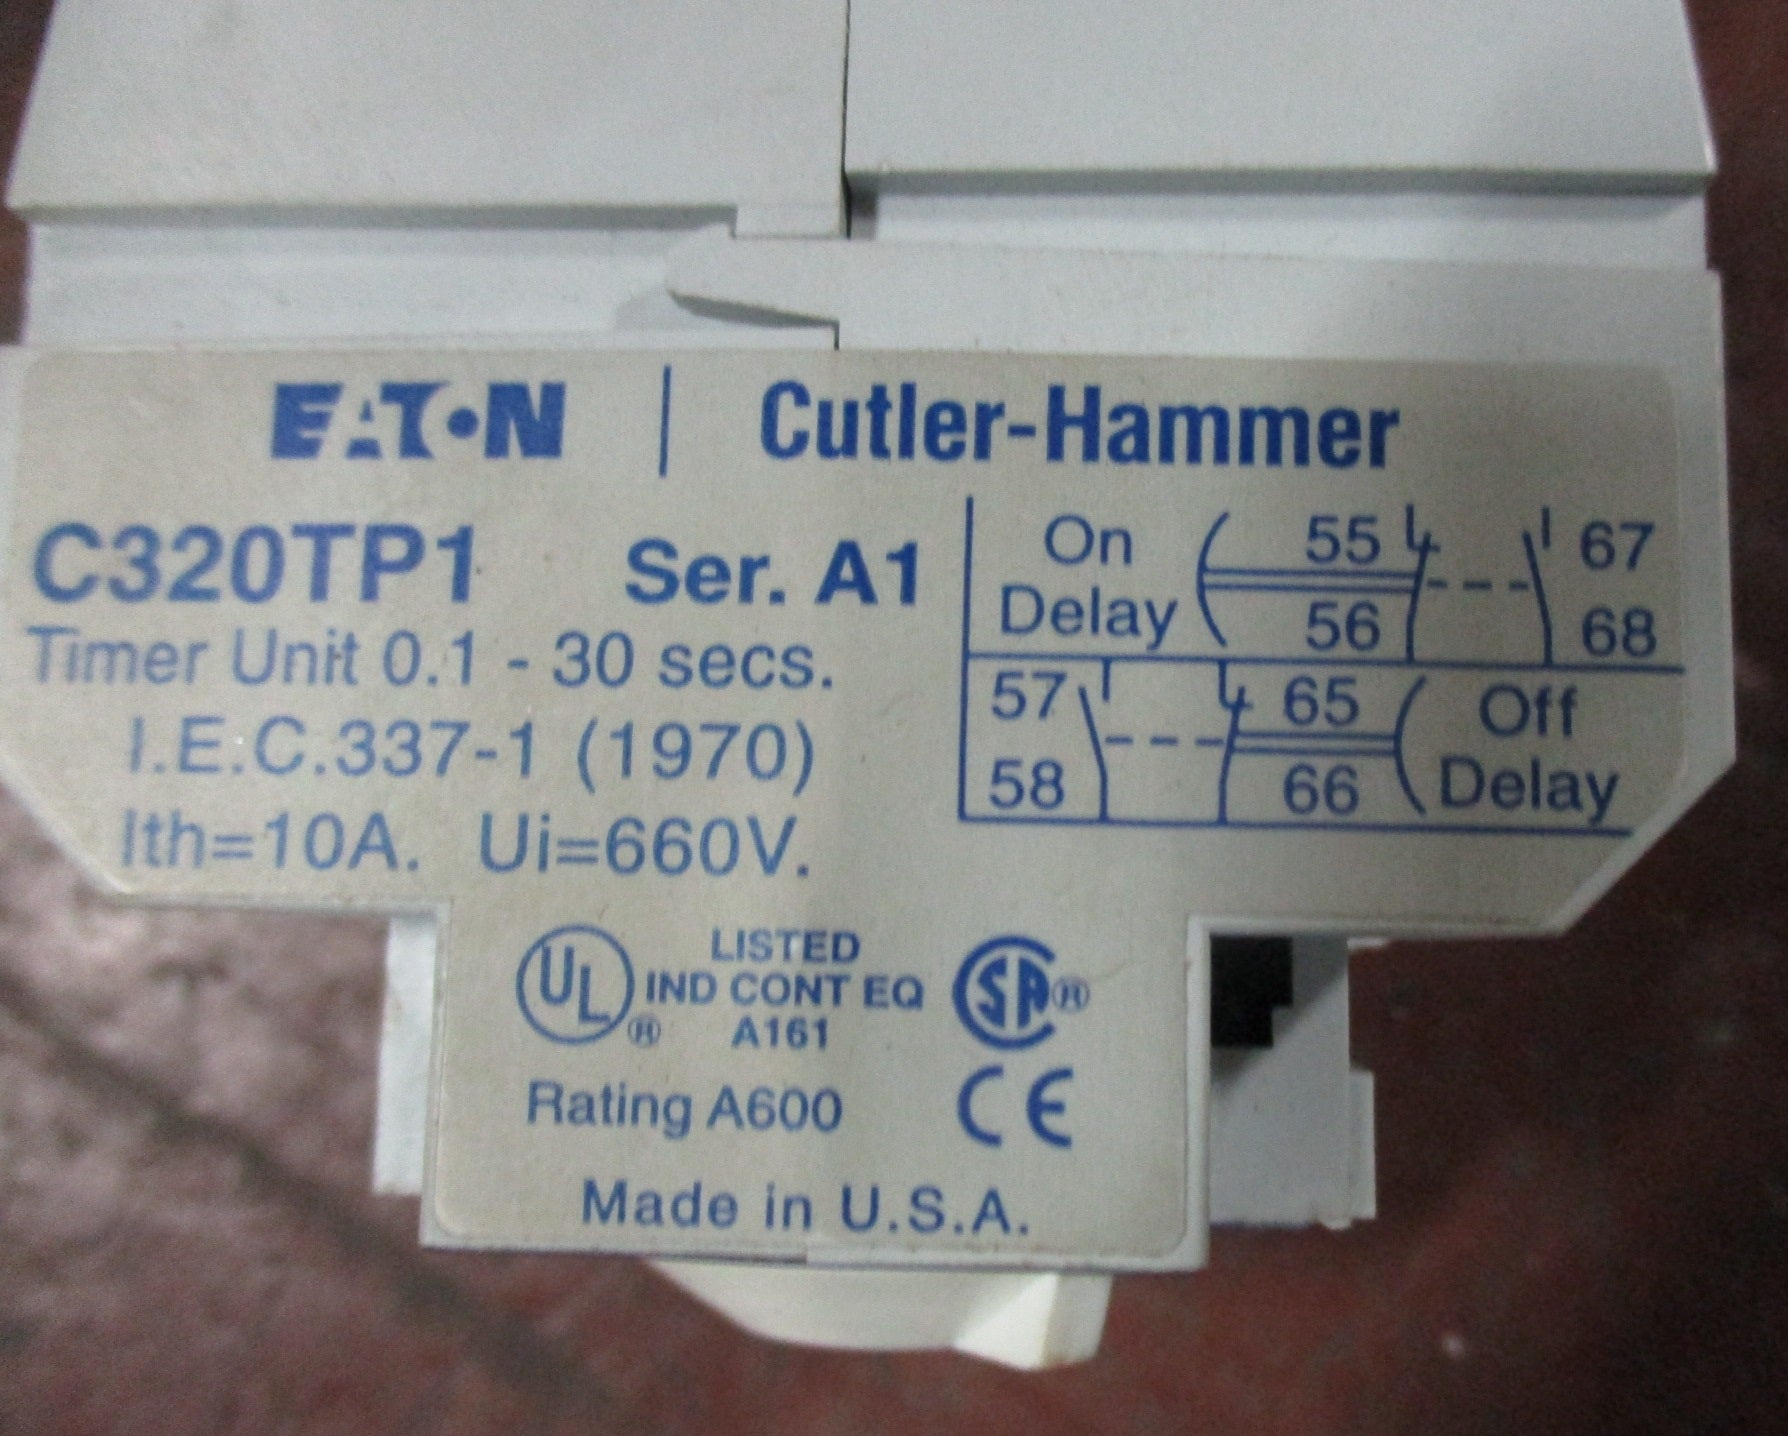 EATON | Cutler-Hammer
C320TP1 Ser. A1
Timer Unit 0.1 - 30 secs.
I.E.C.337-1 (1970)
Ith=10A. Ui=660V.
On Delay
55 67
56 68
57 65
58 66
Off Delay
UL® LISTED
IND CONT EQ
A161
SA®
Rating A600
CE
Made in U.S.A.